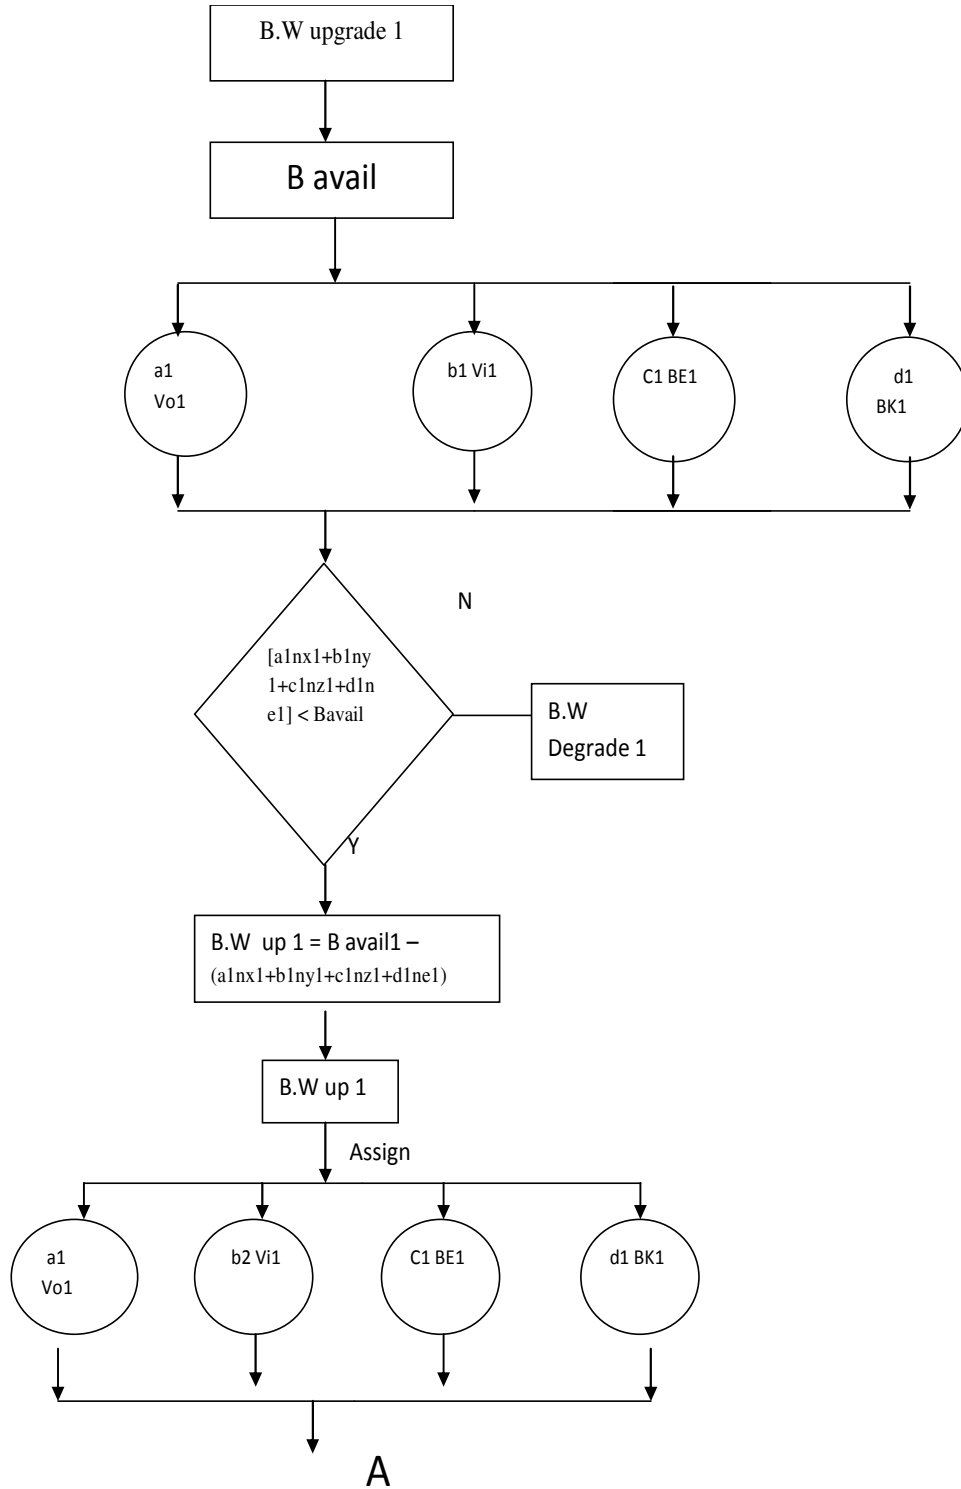 B.W upgrade 1
B avail
a1
Vo1
b1 Vi1
C1 BE1
d1
BK1
N
[a1nx1+b1ny
1+c1nz1+d1n
e1] < Bavail
B.W
Degrade 1
Y
B.W up 1 = B avail1 –
(a1nx1+b1ny1+c1nz1+d1ne1)
B.W up 1
Assign
a1
Vo1
b2 Vi1
C1 BE1
d1 BK1
A